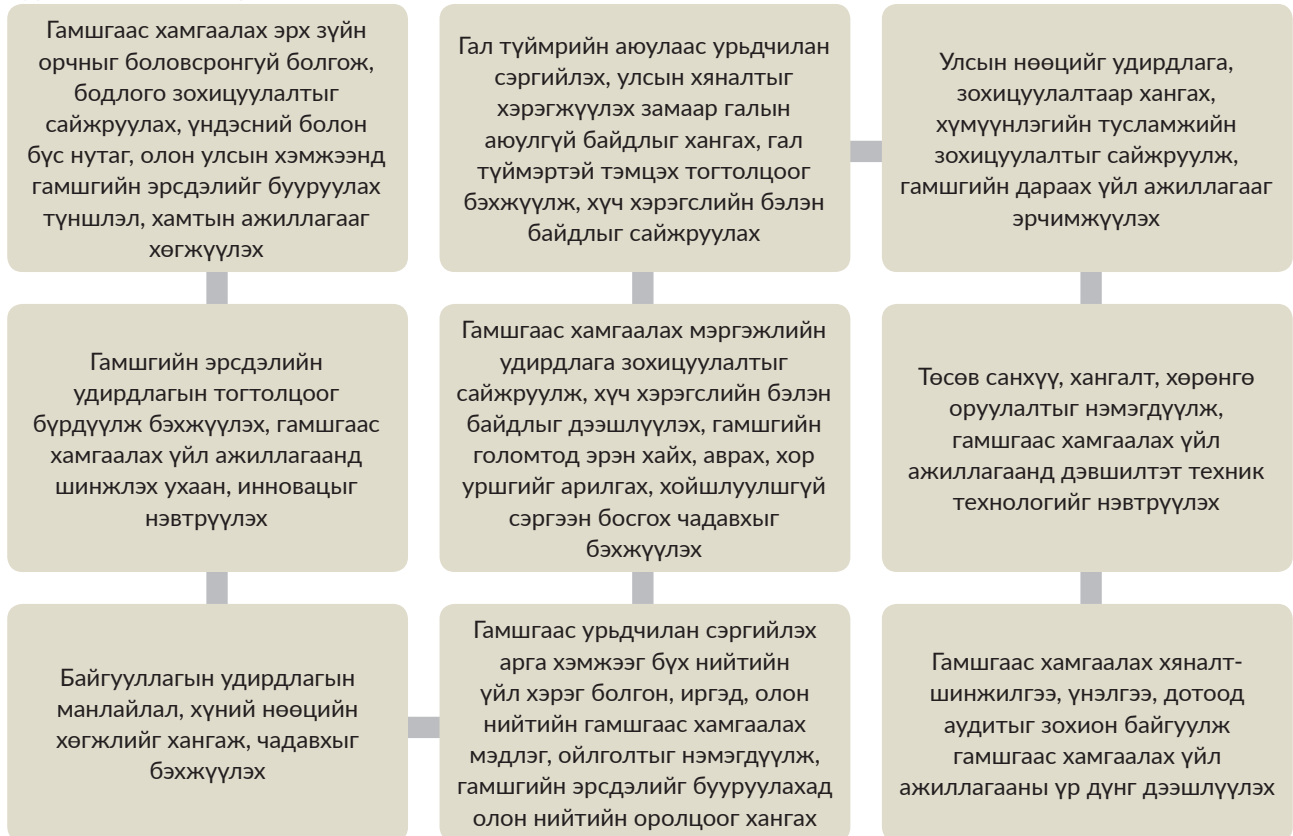 Гамшгаас хамгаалах эрх зүйн
орчныг боловсронгуй болгож,
бодлого зохицуулалтыг
сайжруулах, үндэсний болон
бүс нутаг, олон улсын хэмжээнд
гамшгийн эрсдэлийг бууруулах
түншлэл, хамтын ажиллагааг
хөгжүүлэх
Гамшгийн эрсдэлийн
удирдлагын тогтолцоог
бүрдүүлж бэхжүүлэх, гамшгаас
хамгаалах үйл ажиллагаанд
шинжлэх ухаан, инновацыг
нэвтрүүлэх
Байгууллагын удирдлагын
манлайлал, хүний нөөцийн
хөгжлийг хангаж, чадавхыг
бэхжүүлэх
Гамшгаас урьдчилан сэргийлэх
арга хэмжээг бүх нийтийн
үйл хэрэг болгон, иргэд, олон
нийтийн гамшгаас хамгаалах
мэдлэг, ойлголтыг нэмэгдүүлж,
гамшгийн эрсдэлийг бууруулахад
олон нийтийн оролцоог хангах
Гамшгаас хамгаалах мэргэжлийн
удирдлага зохицуулалтыг
сайжруулж, хүч хэрэгслийн бэлэн
байдлыг дээшлүүлэх, гамшгийн
голомтод эрэн хайх, аврах, хор
уршгийг арилгах, хойшлуулшгүй
сэргээн босгох чадавхыг
бэхжүүлэх
Гал түймрийн аюулаас урьдчилан
сэргийлэх, улсын хяналтыг
хэрэгжүүлэх замаар галын
аюулгүй байдлыг хангах, гал
түймэртэй тэмцэх тогтолцоог
бэхжүүлж, хүч хэрэгслийн бэлэн
байдлыг сайжруулах
Улсын нөөцийг удирдлага,
зохицуулалтаар хангах,
хүмүүнлэгийн тусламжийн
зохицуулалтыг сайжруулж,
гамшгийн дараах үйл ажиллагааг
эрчимжүүлэх
Төсөв санхүү, хангалт, хөрөнгө
оруулалтыг нэмэгдүүлж,
гамшгаас хамгаалах үйл
ажиллагаанд дэвшилтэт техник
технологийг нэвтрүүлэх
Гамшгаас хамгаалах хяналт-
шинжилгээ, үнэлгээ, дотоод
аудитыг зохион байгуулж
гамшгаас хамгаалах үйл
ажиллагааны үр дүнг дээшлүүлэх